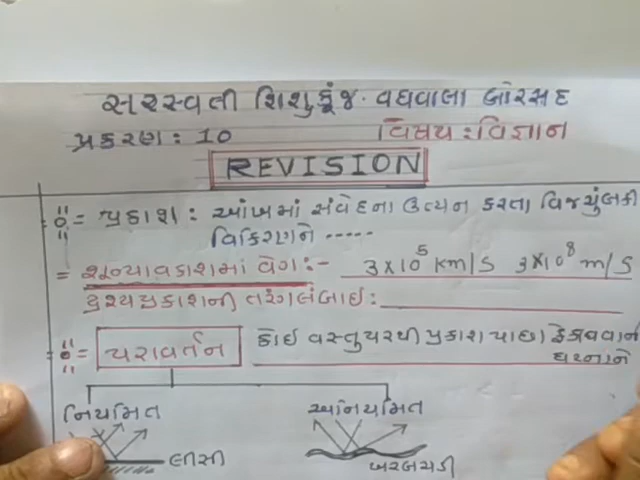 સરસ્વતી શિશુકુંજ. વઘવાલા બોરસદ
પ્રકરણ: 10 વિષય: વિજ્ઞાન
REVISION
= પ્રકાશ: આંખમાં સંવેદના ઉત્પન કરતા વિજચુંબકી
વિકિરણને .....
= શૂન્યાવકાશમાં વેગ:- 3×10⁵ km/s 3×10⁸ m/s
દ્રશ્યપ્રકાશની તરંગલંબાઇ:
= પરાવર્તન કોઇ વસ્તુ પરથી પ્રકાશ પાછા ફેંકાવવાની
ઘટનાને
નિયમિત અનિયમિત
લીસી ખરબચડી